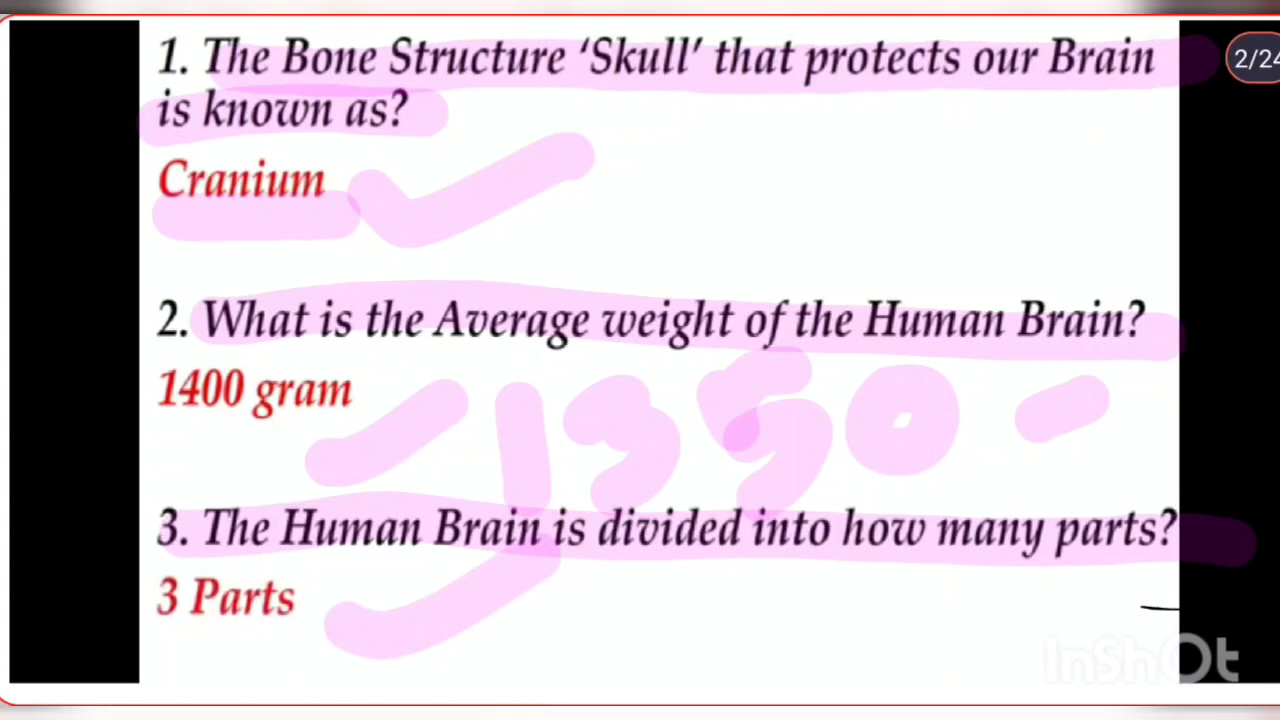 1. The Bone Structure ‘Skull’ that protects our Brain
2/24
is known as?
Cranium
2. What is the Average weight of the Human Brain?
1400 gram
1350 -
3. The Human Brain is divided into how many parts?
3 Parts
InShOt